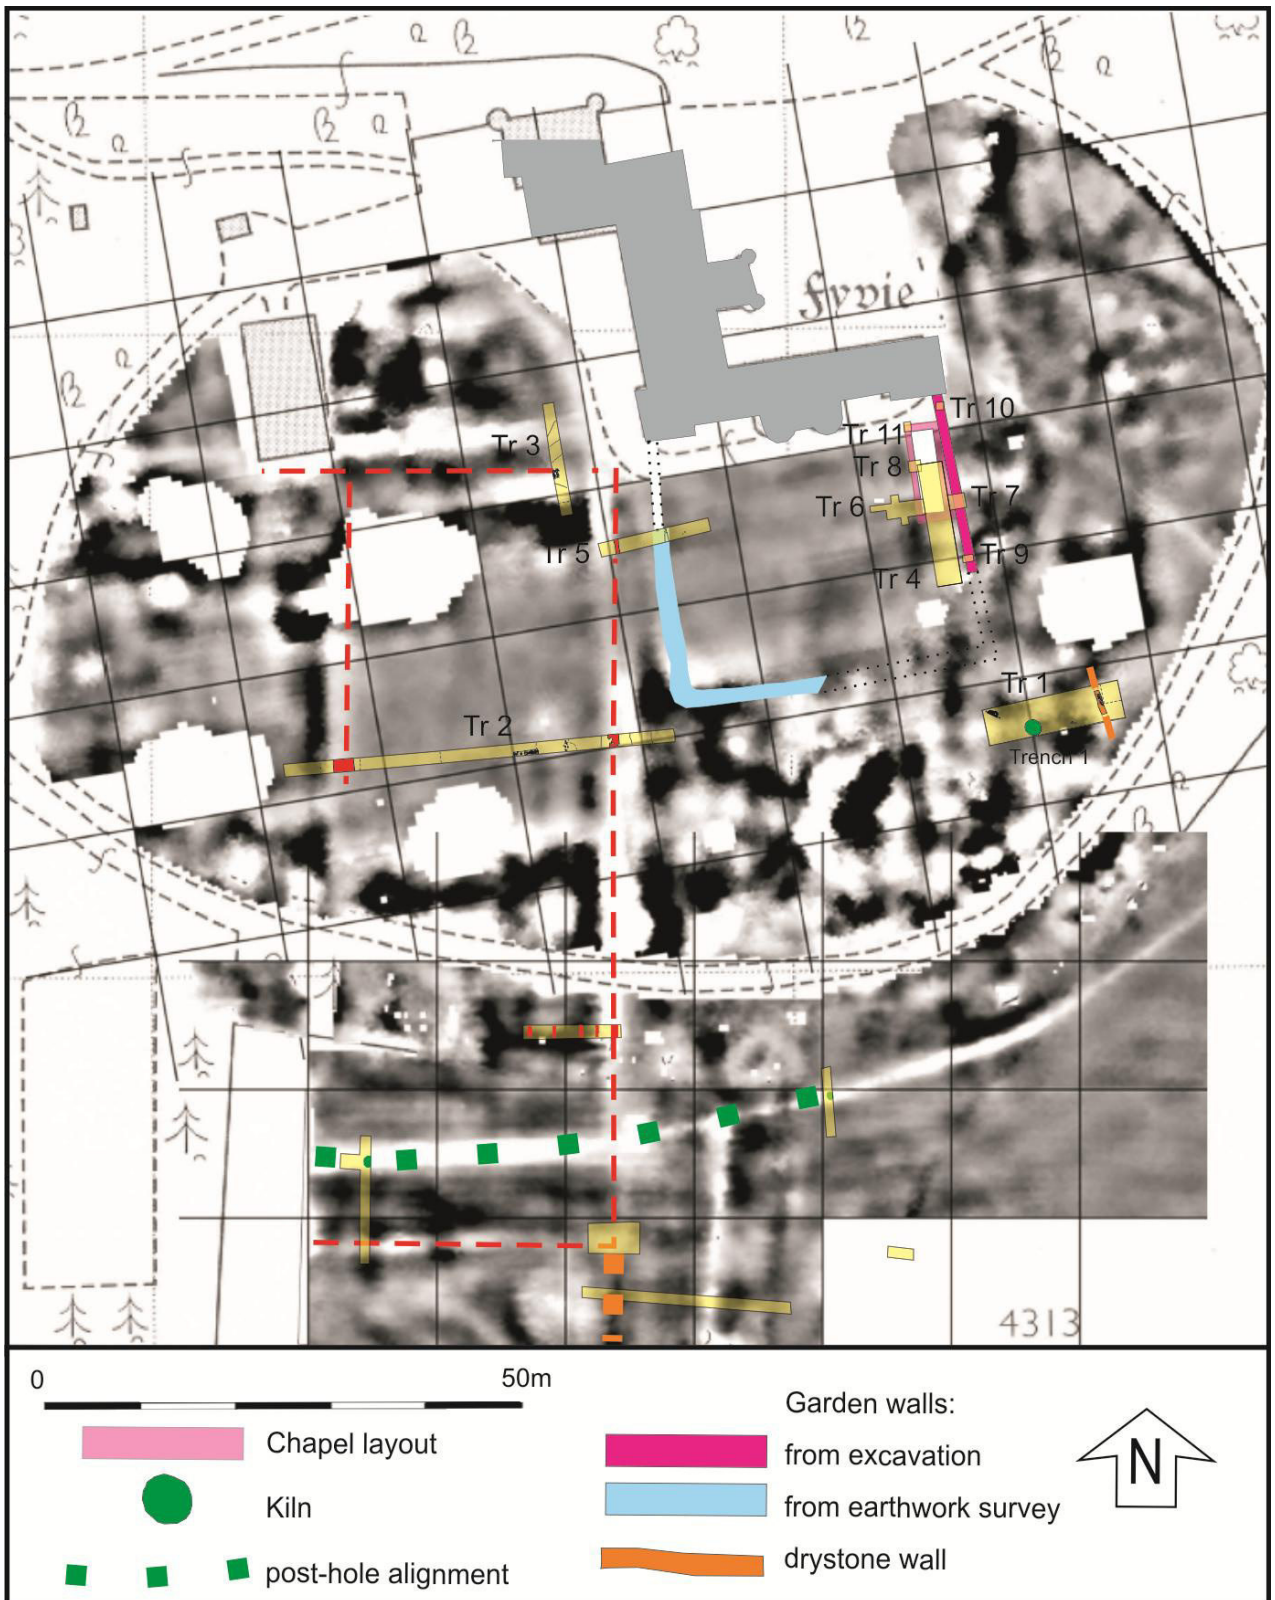 fyvie
Tr 10
Tr 11
Tr 3
Tr 8
Tr 6
Tr 7
Tr 5
Tr 9
Tr 4
Tr 1
Tr 2
Trench 1
4313
0
50m
Garden walls:
Chapel layout
from excavation
Kiln
from earthwork survey
post-hole alignment
drystone wall
N